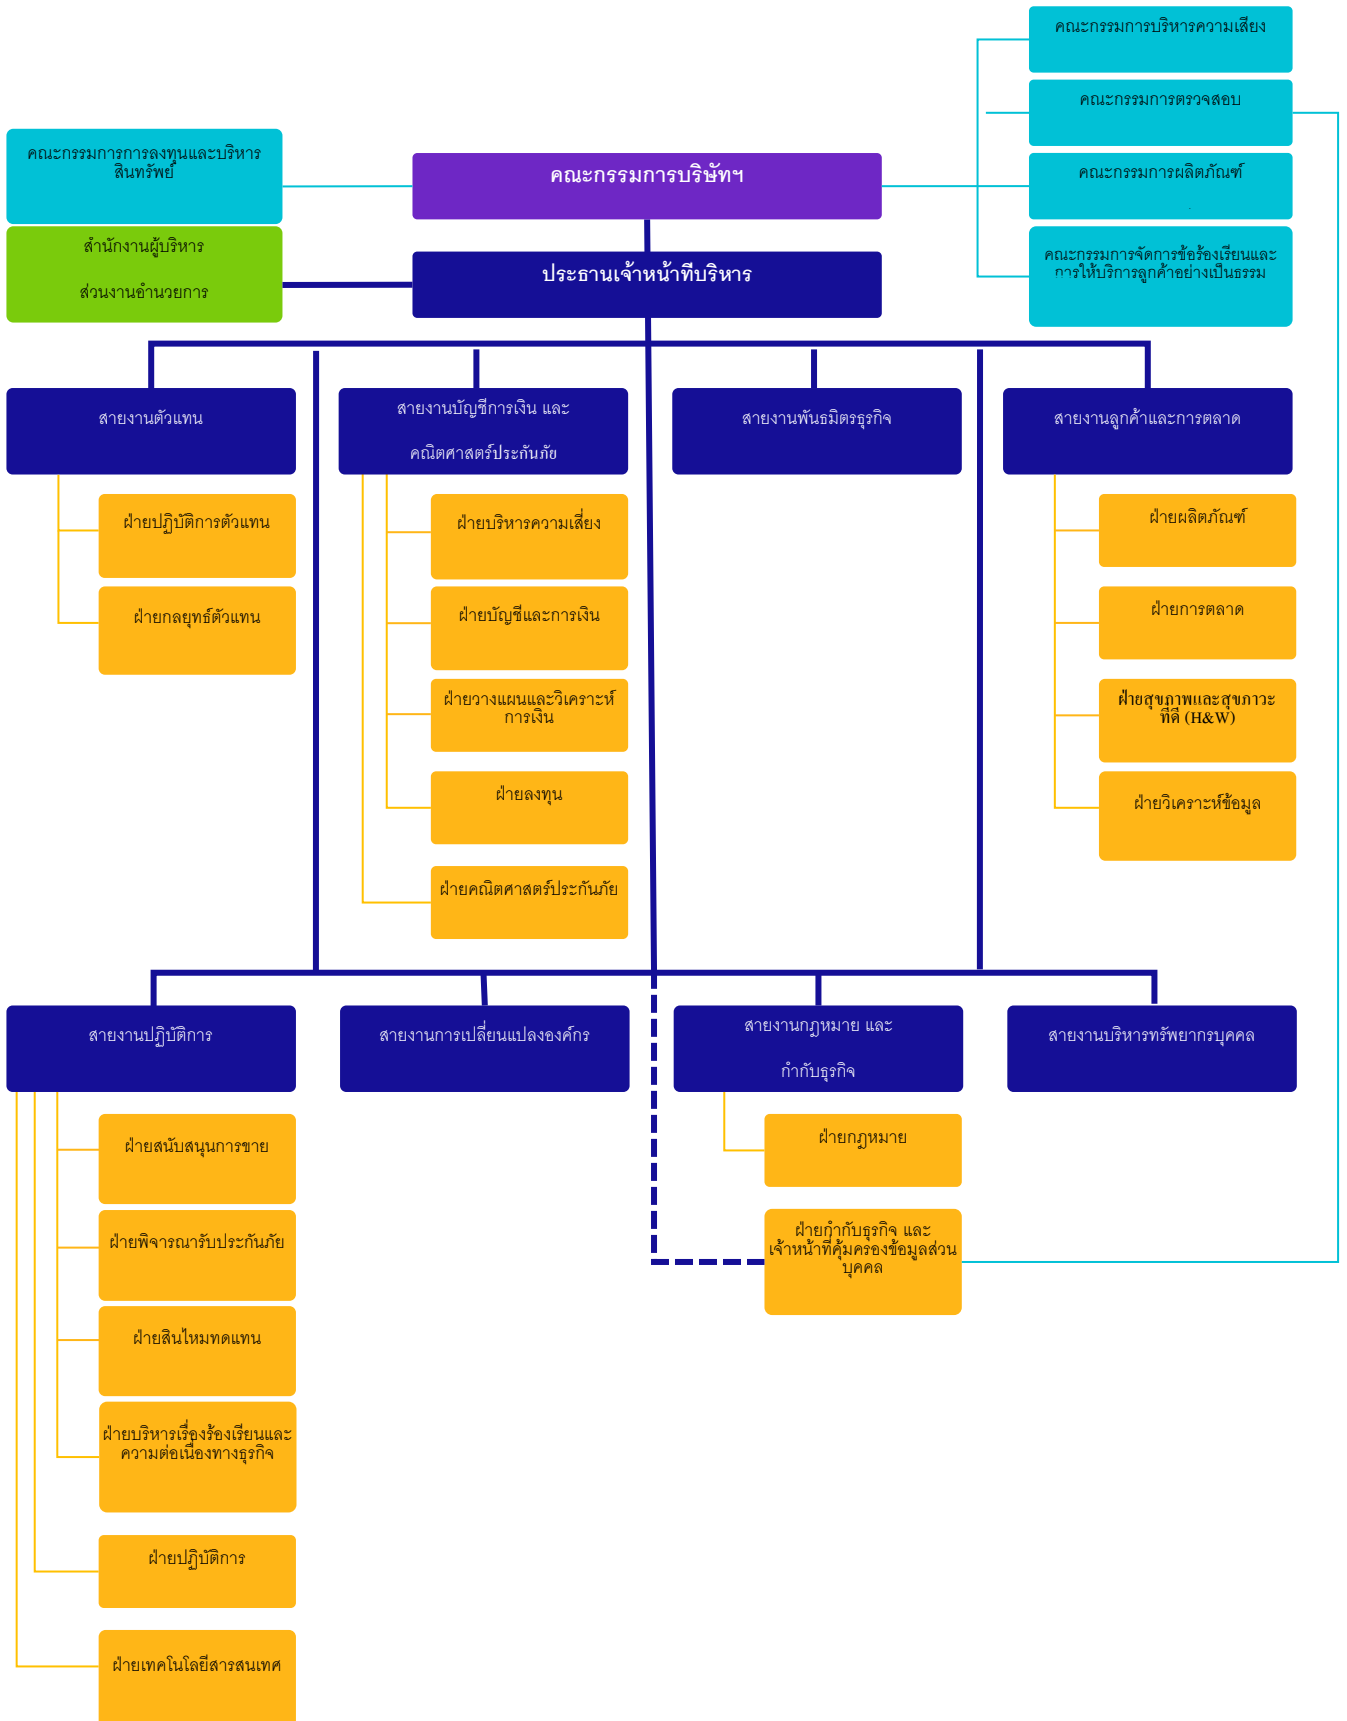 คณะกรรมการบริหารความเสี่ยง
คณะกรรมการตรวจสอบ
คณะกรรมการการลงทุนและบริหาร
สินทรัพย์
คณะกรรมการบริษัทฯ
คณะกรรมการผลิตภัณฑ์
สำนักงานผู้บริหาร
ส่วนงานอำนวยการ
ประธานเจ้าหน้าที่บริหาร
คณะกรรมการจัดการข้อร้องเรียนและ
การให้บริการลูกค้าอย่างเป็นธรรม
สายงานตัวแทน
สายงานบัญชีการเงิน และ
คณิตศาสตร์ประกันภัย
สายงานพันธมิตรธุรกิจ
สายงานลูกค้าและการตลาด
ฝ่ายปฏิบัติการตัวแทน
ฝ่ายกลยุทธ์ตัวแทน
ฝ่ายบริหารความเสี่ยง
ฝ่ายบัญชีและการเงิน
ฝ่ายวางแผนและวิเคราะห์
การเงิน
ฝ่ายลงทุน
ฝ่ายคณิตศาสตร์ประกันภัย
ฝ่ายผลิตภัณฑ์
ฝ่ายการตลาด
ฝ่ายสุขภาพและสุขภาวะ
ที่ดี (H&W)
ฝ่ายวิเคราะห์ข้อมูล
สายงานปฏิบัติการ
สายงานการเปลี่ยนแปลงองค์กร
สายงานกฎหมาย และ
กำกับธุรกิจ
สายงานบริหารทรัพยากรบุคคล
ฝ่ายสนับสนุนการขาย
ฝ่ายพิจารณารับประกันภัย
ฝ่ายสินไหมทดแทน
ฝ่ายบริหารเรื่องร้องเรียนและ
ความต่อเนื่องทางธุรกิจ
ฝ่ายปฏิบัติการ
ฝ่ายเทคโนโลยีสารสนเทศ
ฝ่ายกฎหมาย
ฝ่ายกำกับธุรกิจ และ
เจ้าหน้าที่คุ้มครองข้อมูลส่วน
บุคคล